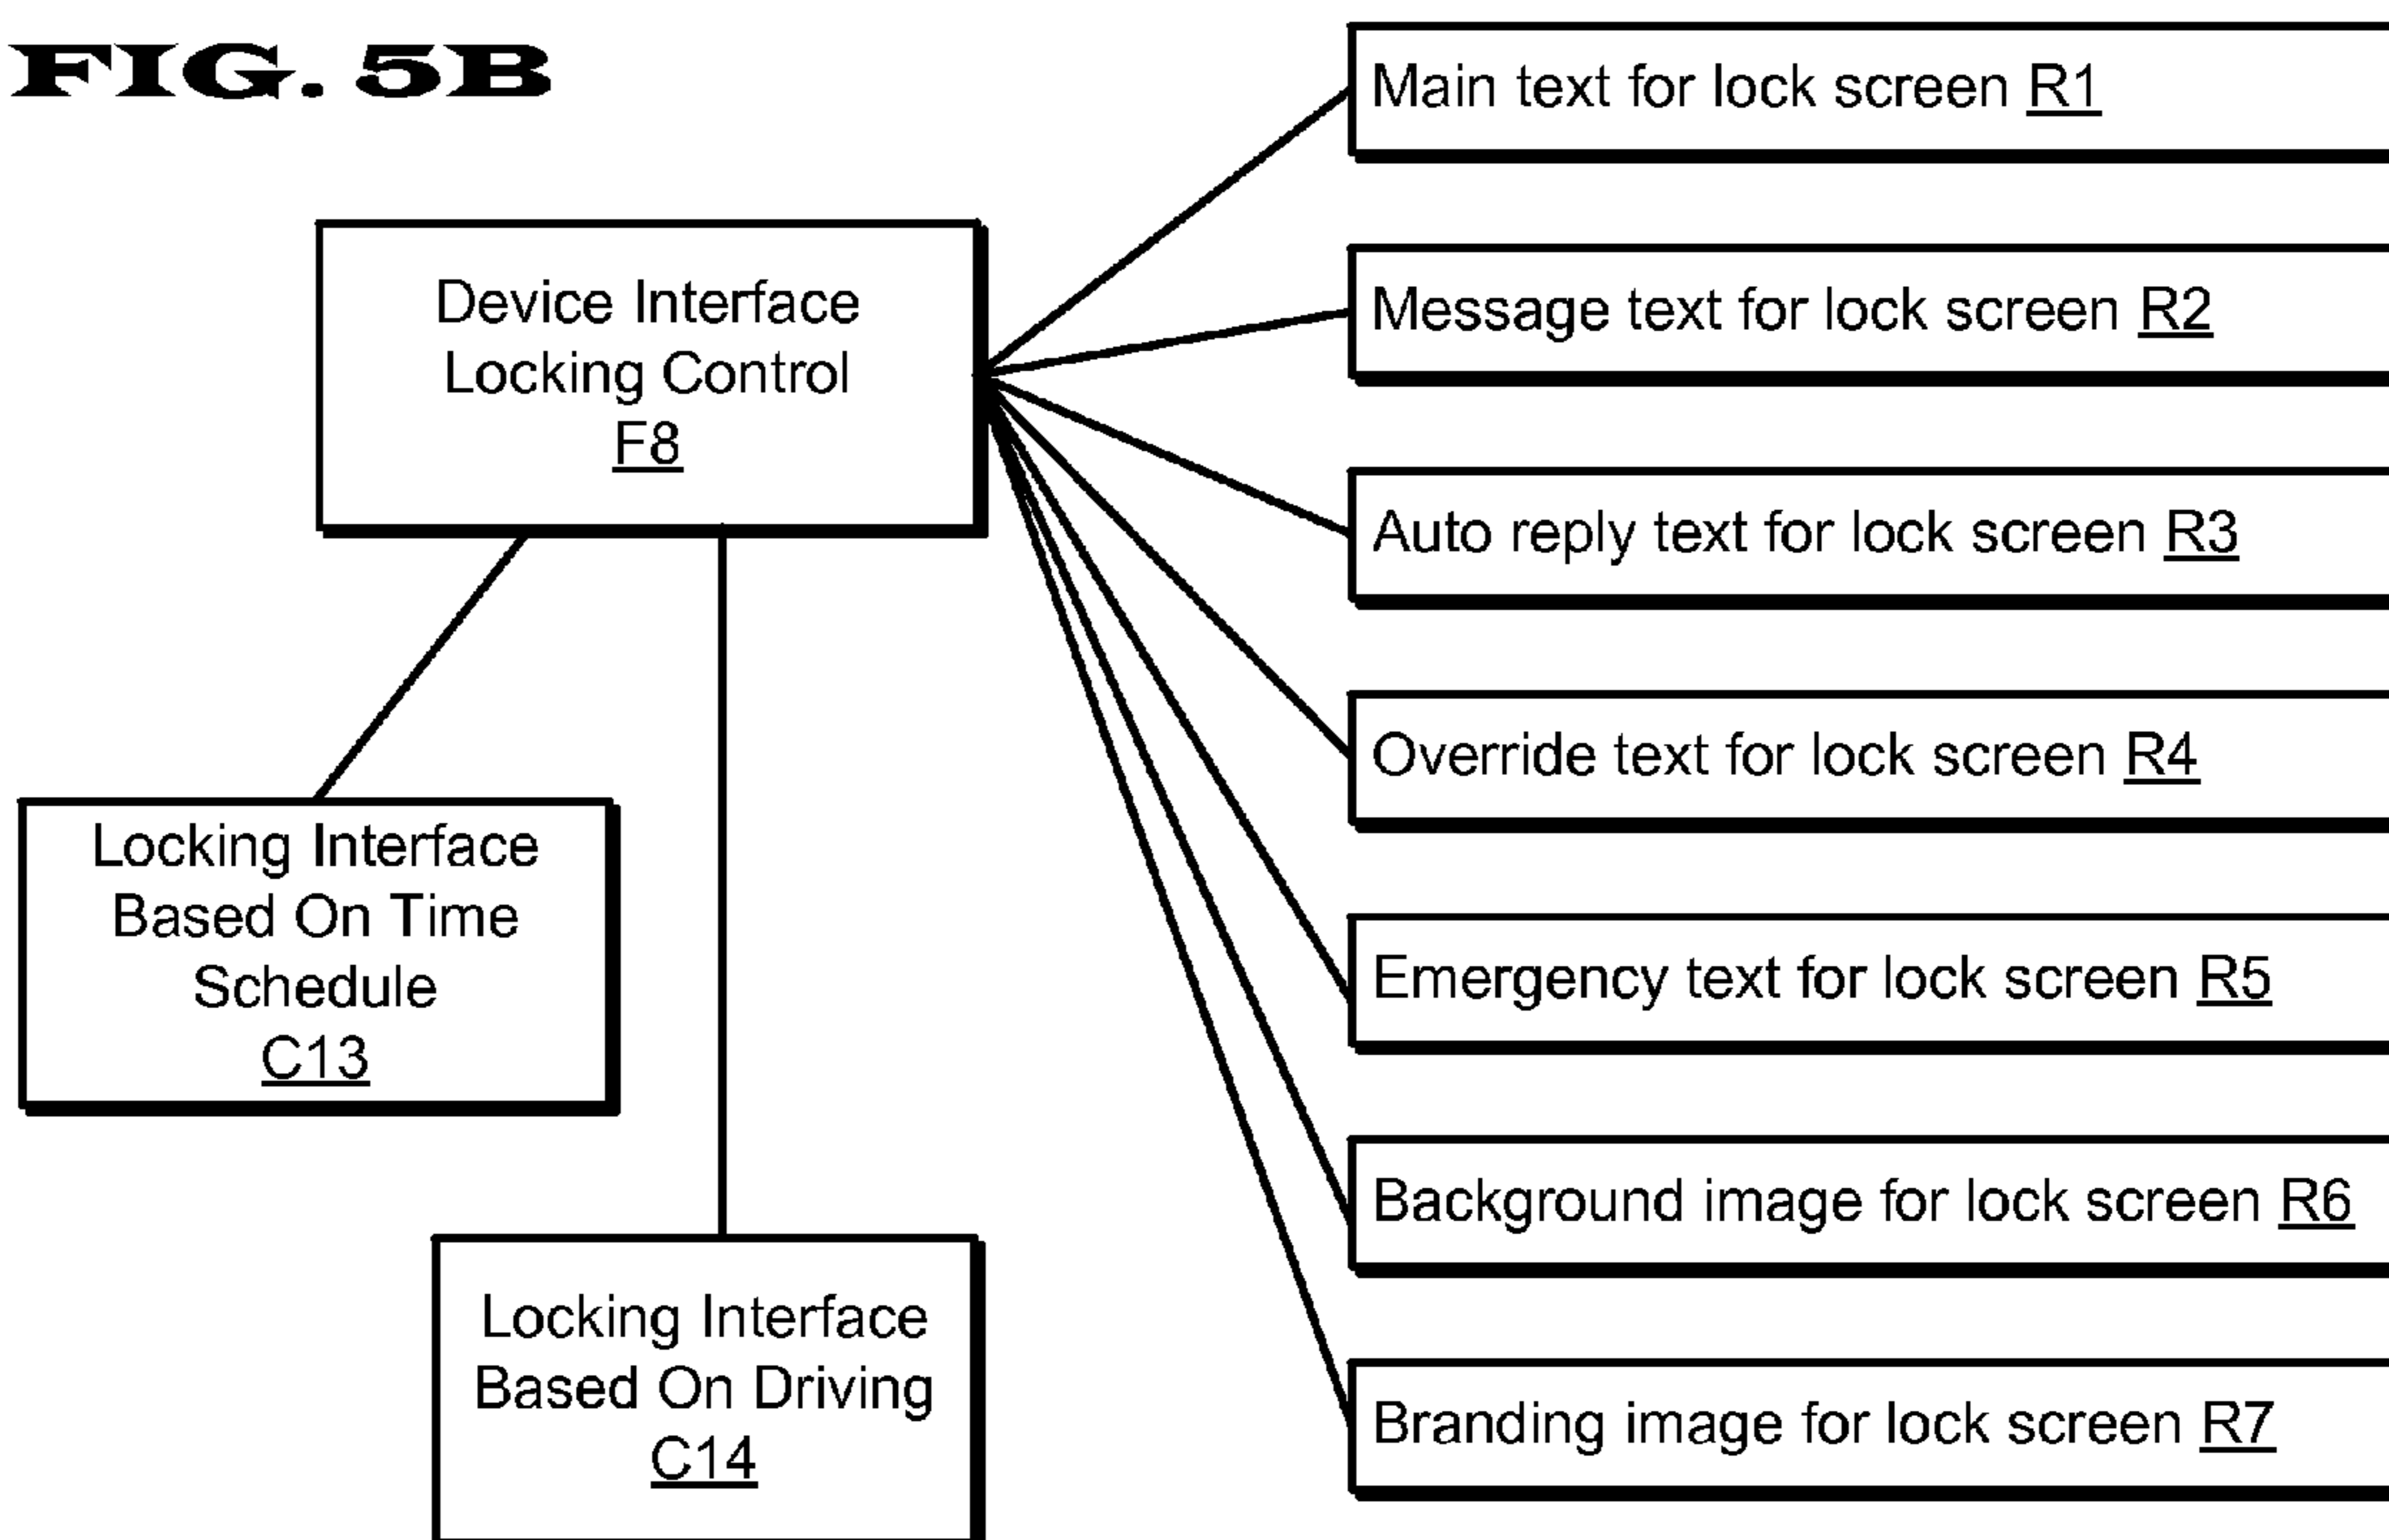 FIG. 5B
Main text for lock screen R1
Message text for lock screen R2
Device Interface
Locking Control
F8
Auto reply text for lock screen R3
Override text for lock screen R4
Locking Interface
Based On Time
Schedule
C13
Emergency text for lock screen R5
Background image for lock screen R6
Locking Interface
Based On Driving
C14
Branding image for lock screen R7